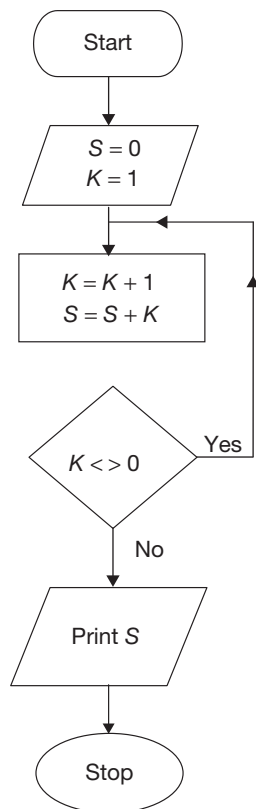 Start
S = 0
K = 1
K = K + 1
S = S + K
K < > 0
Yes
No
Print S
Stop